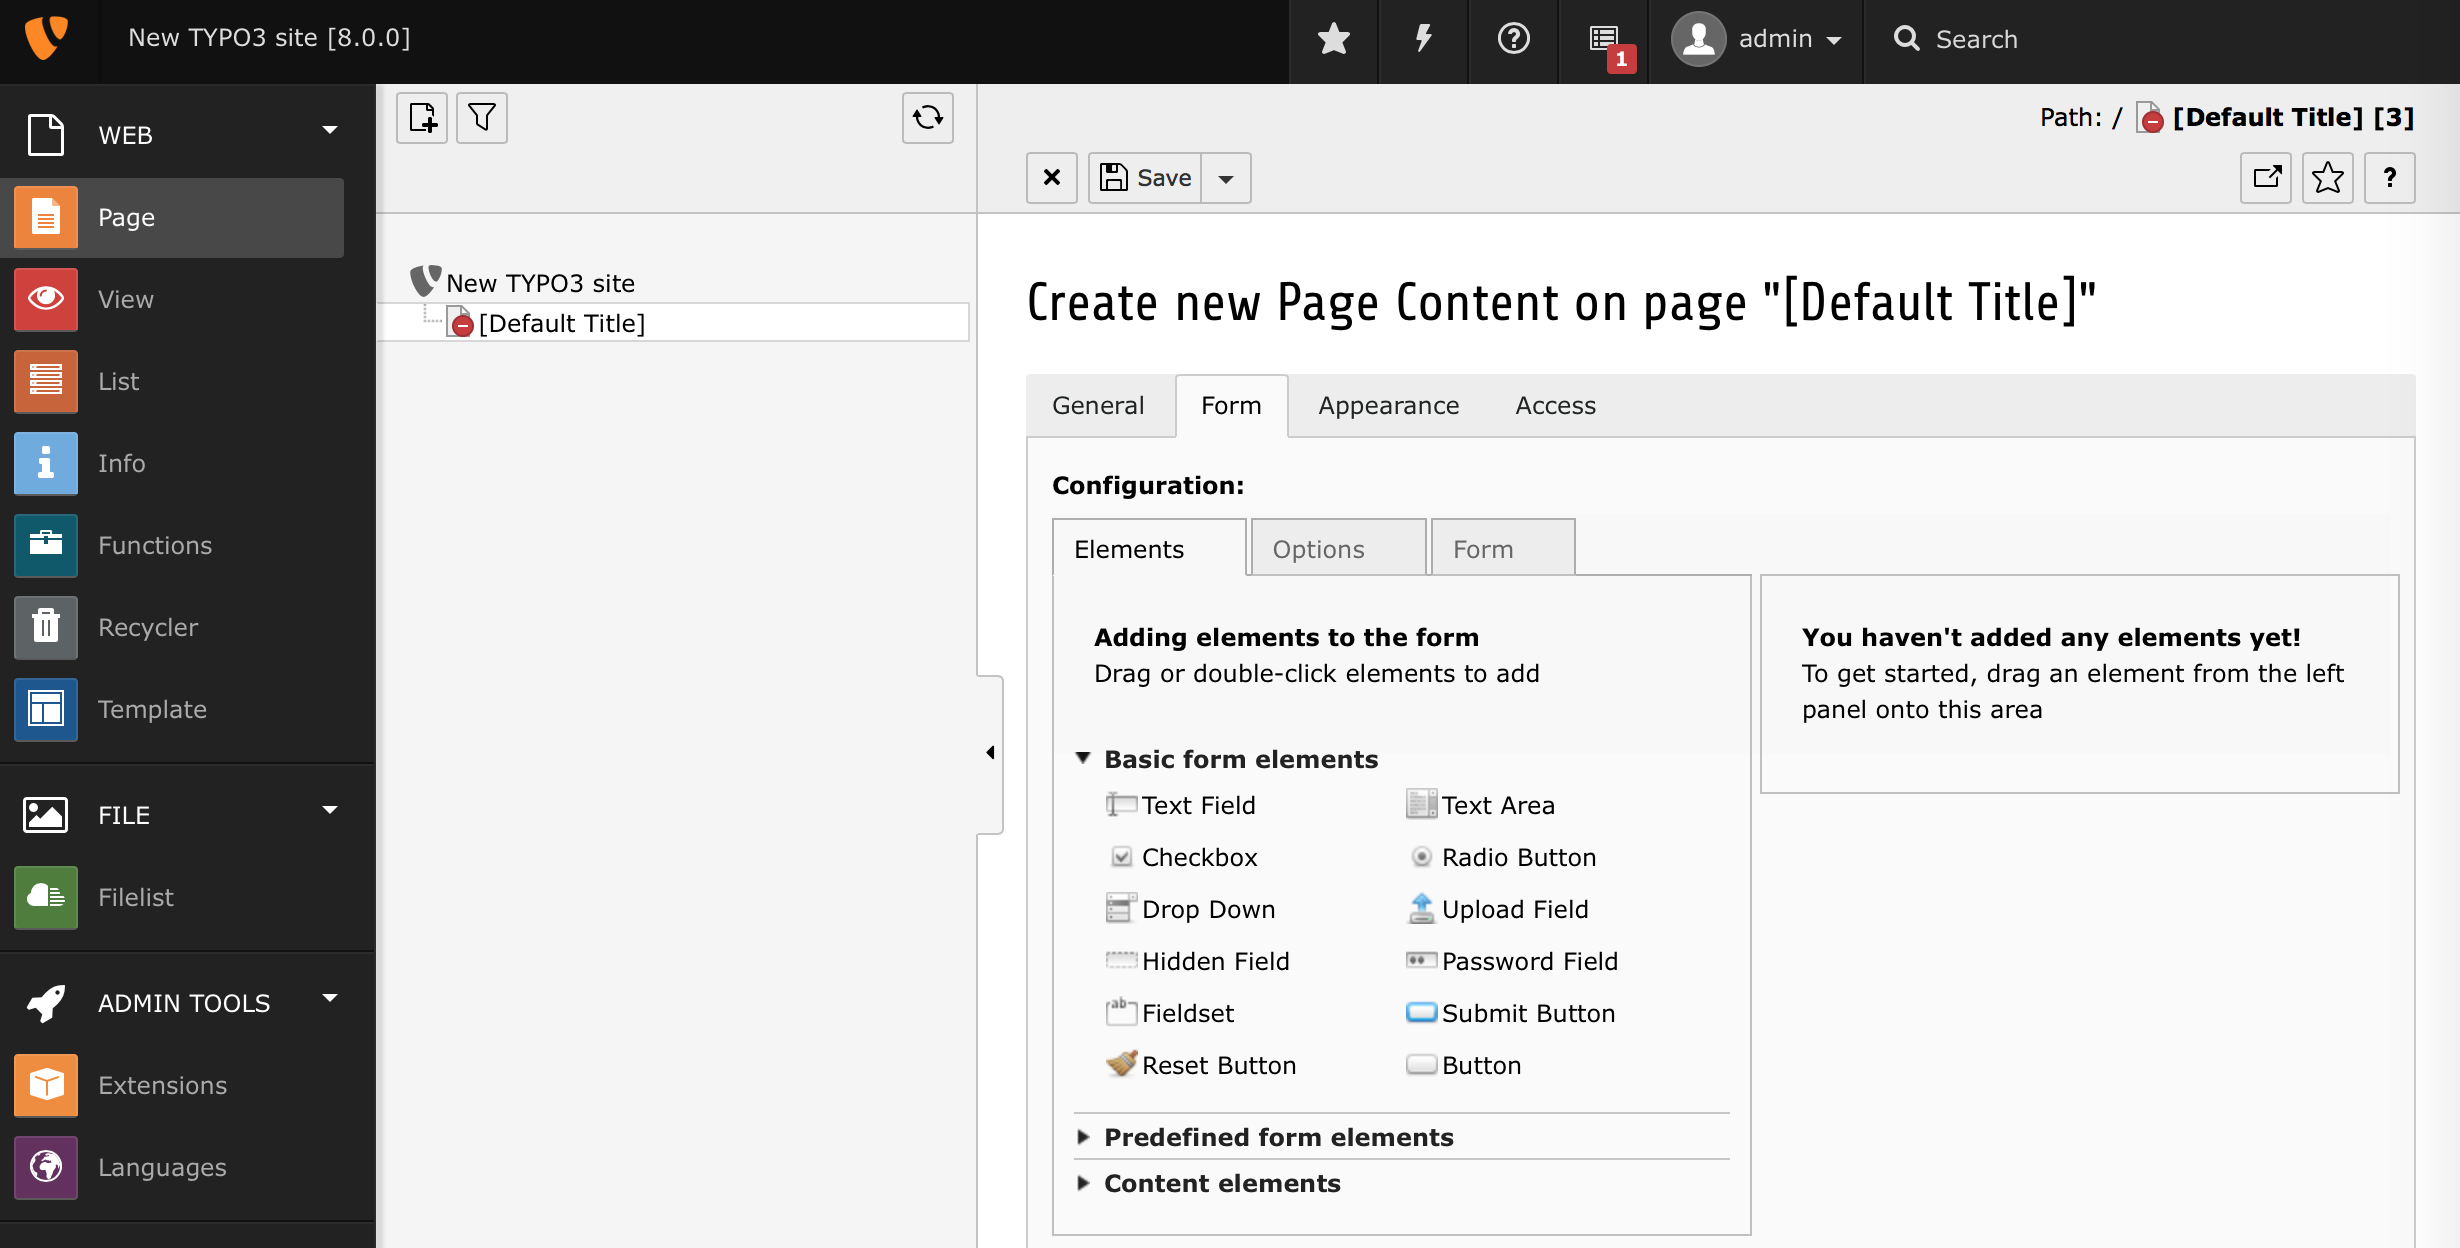 New TYPO3 site [8.0.0]
1
admin
Search
WEB
Page
View
List
Info
Functions
Recycler
Template
FILE
Filelist
ADMIN TOOLS
Extensions
Languages
New TYPO3 site
[Default Title]
Path: / [Default Title] [3]
Save
?
Create new Page Content on page "[Default Title]"
General Form Appearance Access
Configuration:
Elements Options Form
Adding elements to the form
Drag or double-click elements to add
Basic form elements
Text Field Text Area
Checkbox Radio Button
Drop Down Upload Field
Hidden Field Password Field
Fieldset Submit Button
Reset Button Button
Predefined form elements
Content elements
You haven't added any elements yet!
To get started, drag an element from the left
panel onto this area